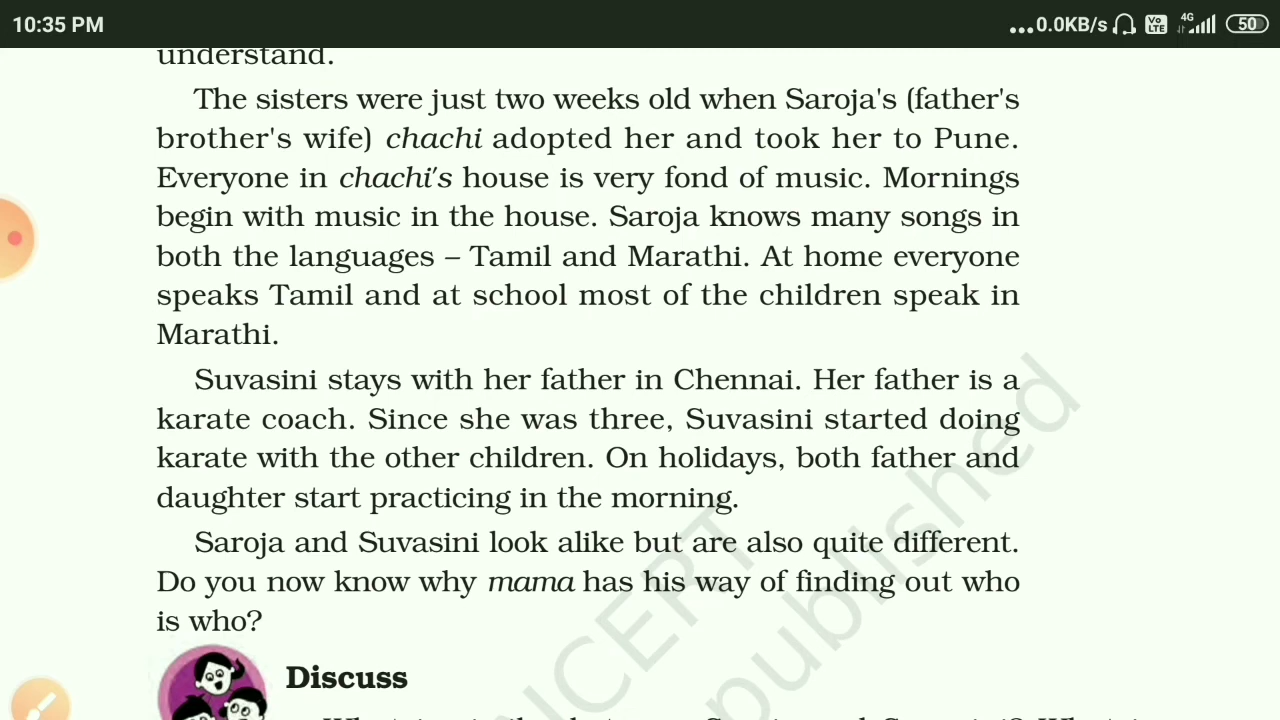 10:35 PM
...0.0KB/s Vo LTE 4G 50
understand.
The sisters were just two weeks old when Saroja's (father's
brother's wife) chachi adopted her and took her to Pune.
Everyone in chachi's house is very fond of music. Mornings
begin with music in the house. Saroja knows many songs in
both the languages – Tamil and Marathi. At home everyone
speaks Tamil and at school most of the children speak in
Marathi.
Suvasini stays with her father in Chennai. Her father is a
karate coach. Since she was three, Suvasini started doing
karate with the other children. On holidays, both father and
daughter start practicing in the morning.
Saroja and Suvasini look alike but are also quite different.
Do you now know why mama has his way of finding out who
is who?
NCERT
published
Discuss